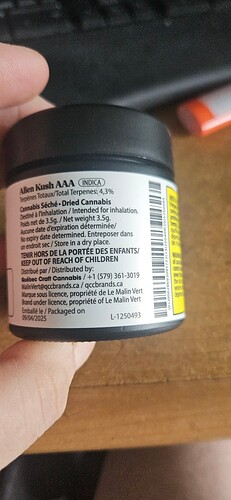 Alien Kush AAA INDICA
Terpènes Totaux/Total Terpenes: 4,3%
Cannabis Séché • Dried Cannabis
Destiné à l'inhalation / Intended for inhalation.
Poids net de 3.5g. / Net weight 3.5g.
Aucune date d'expiration déterminée/
No expiry date determined. Entreposer dans
un endroit sec / Store in a dry place.
TENIR HORS DE LA PORTÉE DES ENFANTS/
KEEP OUT OF REACH OF CHILDREN
Distribué par / Distributed by:
Québec Craft Cannabis / +1 (579) 361-3019
MalinVert@qccbrands.ca / qccbrands.ca
Marque sous licence, propriété de Le Malin Vert
Brand under licence, property of Le Malin Vert
Emballé le / Packaged on
09/04/2025
L-1250493